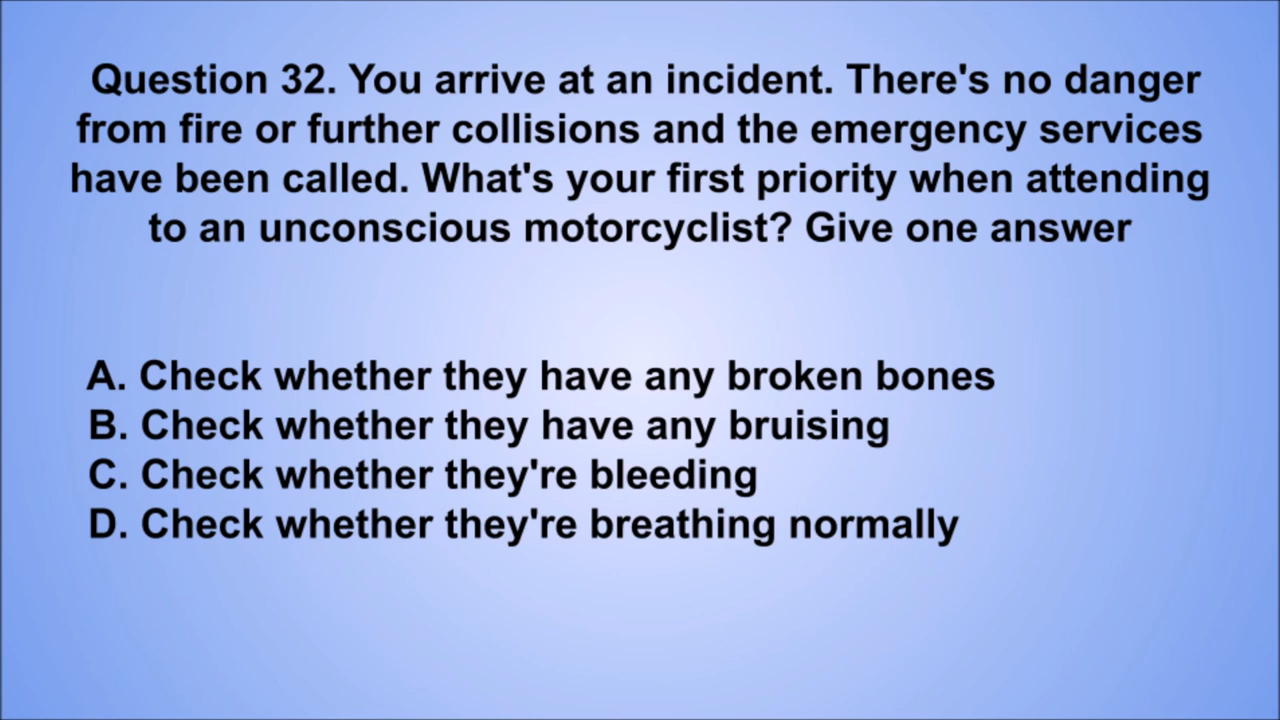 Question 32. You arrive at an incident. There's no danger
from fire or further collisions and the emergency services
have been called. What's your first priority when attending
to an unconscious motorcyclist? Give one answer
A. Check whether they have any broken bones
B. Check whether they have any bruising
C. Check whether they're bleeding
D. Check whether they're breathing normally